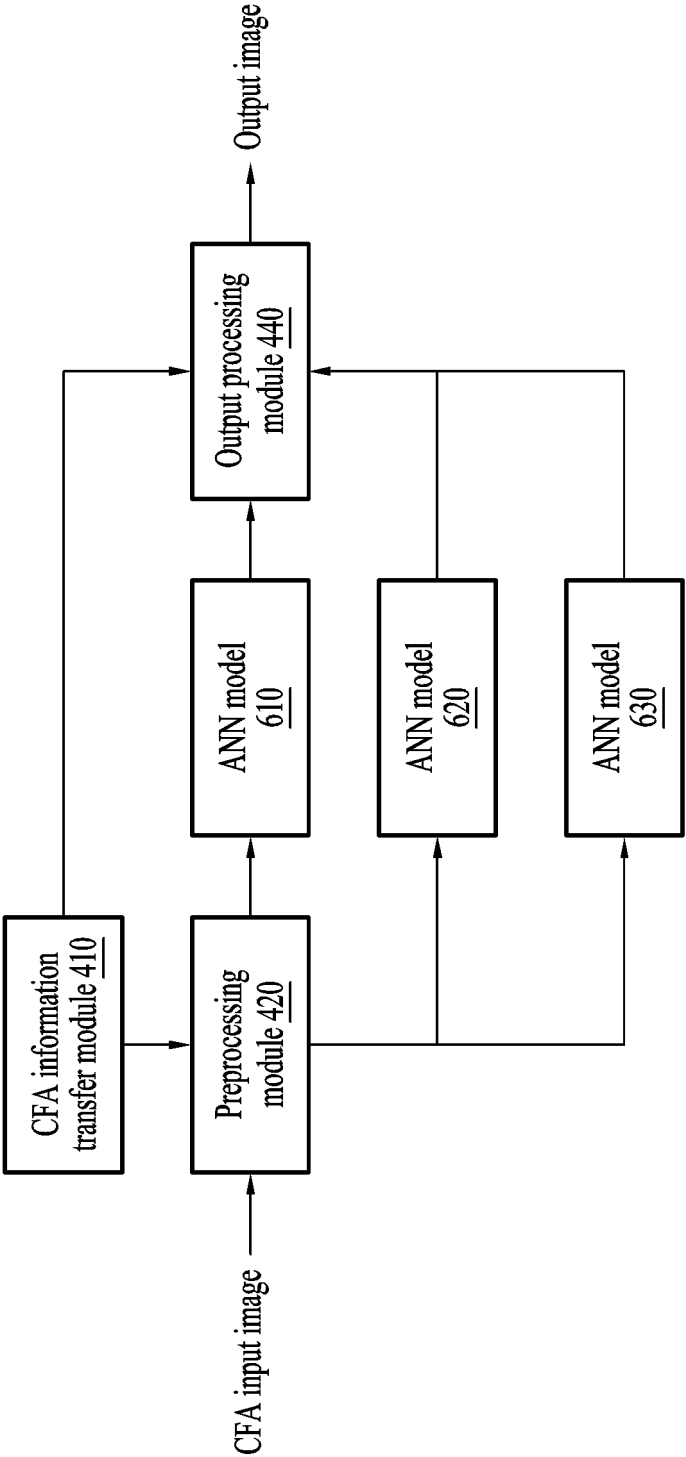 CFA information
transfer module 410
CFA input image
Preprocessing
module 420
ANN model
610
Output processing
module 440
Output image
ANN model
620
ANN model
630